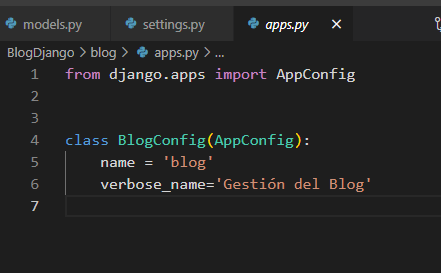 models.py settings.py apps.py ×
BlogDjango > blog > apps.py > ...
1 from django.apps import AppConfig
2
3
4 class BlogConfig(AppConfig):
5 name = 'blog'
6 verbose_name='Gestión del Blog'
7